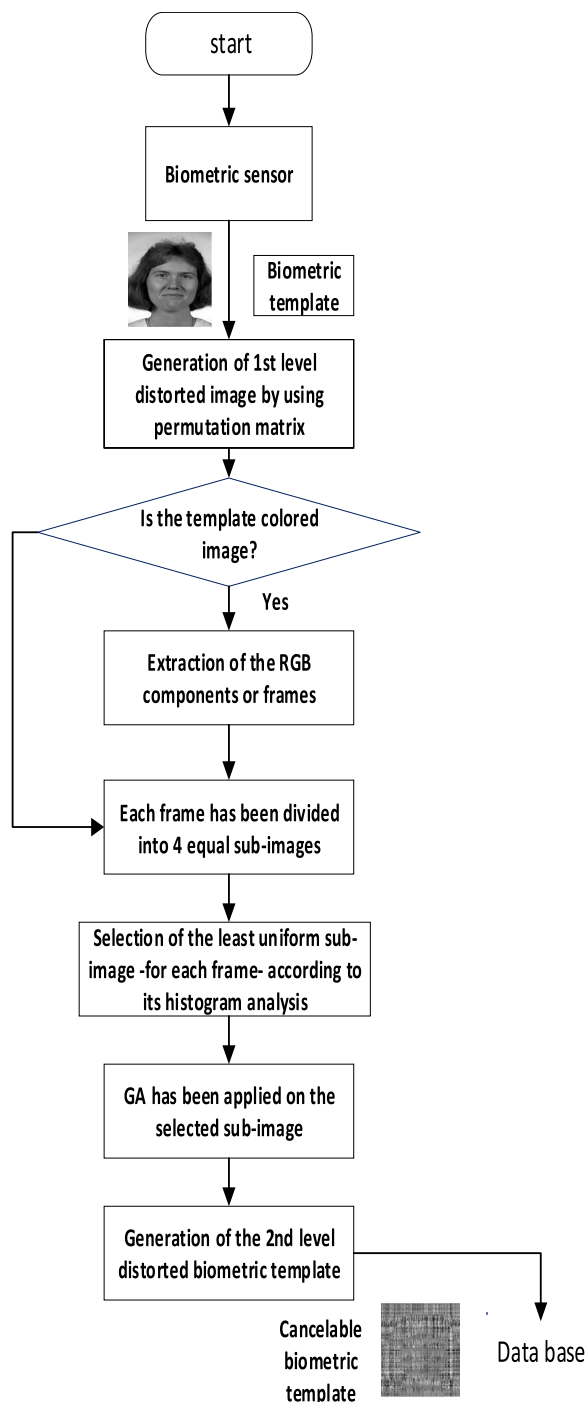 start
Biometric sensor
Biometric
template
Generation of 1st level
distorted image by using
permutation matrix
Is the template colored
image?
Yes
Extraction of the RGB
components or frames
Each frame has been divided
into 4 equal sub-images
Selection of the least uniform sub-
image -for each frame- according to
its histogram analysis
GA has been applied on the
selected sub-image
Generation of the 2nd level
distorted biometric template
Cancelable
biometric
template
Data base